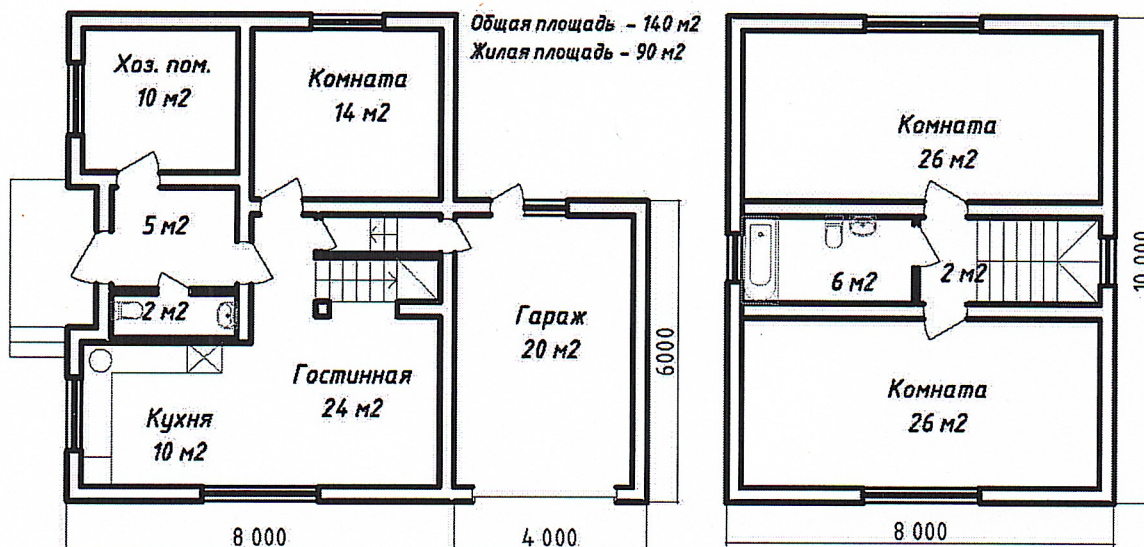 Общая площадь - 140 м2
Жилая площадь - 90 м2
Хоз. пом.
10 м2
Комната
14 м2
5 м2
2 м2
Гостинная
24 м2
Кухня
10 м2
Гараж
20 м2
6000
8 000
4 000
Комната
26 м2
6 м2
2 м2
Комната
26 м2
10 000
8 000